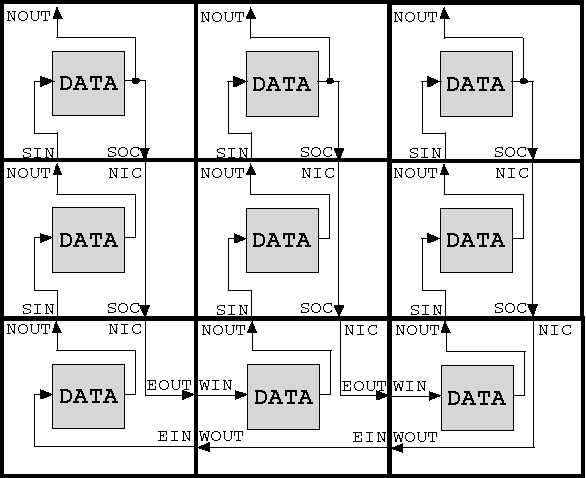 NOUT NOUT NOUT
DATA DATA DATA
SIN SOC SIN SOC SIN SOC
NOUT NIC NOUT NIC NOUT NIC
DATA DATA DATA
SIN SOC SIN SOC SIN SOC
NOUT NIC NOUT NIC NOUT NIC
DATA EOUT WIN DATA EOUT WIN DATA
EIN WOUT EIN WOUT